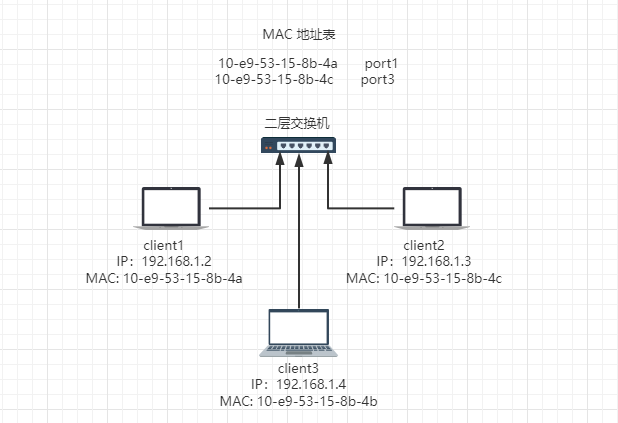 MAC 地址表
10-e9-53-15-8b-4a port1
10-e9-53-15-8b-4c port3
二层交换机
client1
IP：192.168.1.2
MAC: 10-e9-53-15-8b-4a
client2
IP：192.168.1.3
MAC: 10-e9-53-15-8b-4c
client3
IP：192.168.1.4
MAC: 10-e9-53-15-8b-4b